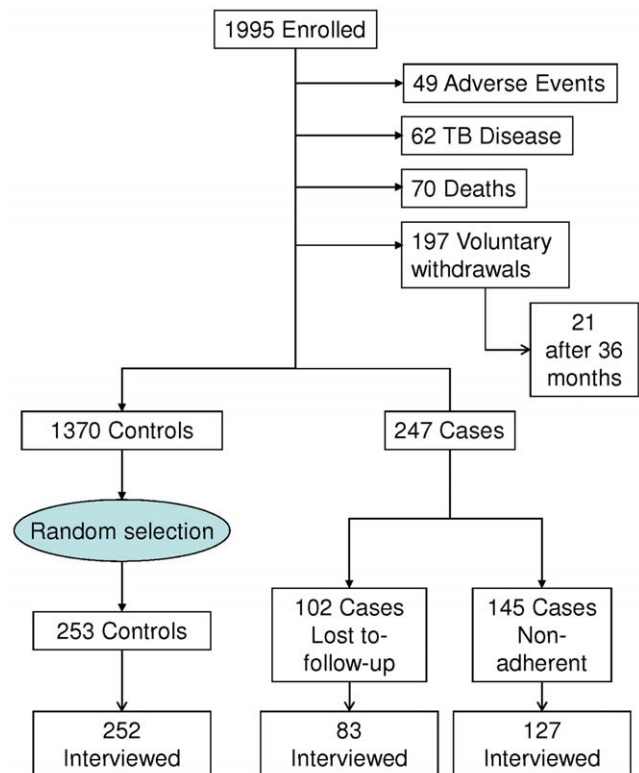 1995 Enrolled
49 Adverse Events
62 TB Disease
70 Deaths
197 Voluntary
withdrawals
21
after 36
months
1370 Controls
247 Cases
Random selection
253 Controls
102 Cases
Lost to-
follow-up
145 Cases
Non-
adherent
252
Interviewed
83
Interviewed
127
Interviewed